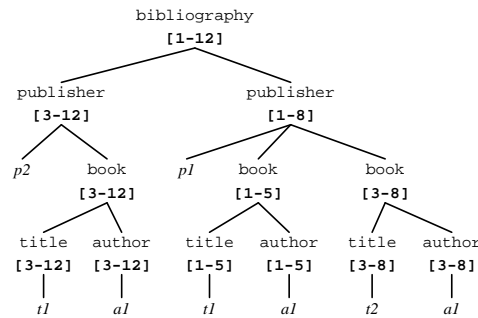 bibliography
[1-12]
publisher publisher
[3-12] [1-8]
p2 book p1 book book
[3-12] [1-5] [3-8]
title author title author title author
[3-12] [3-12] [1-5] [1-5] [3-8] [3-8]
t1 a1 t1 a1 t2 a1